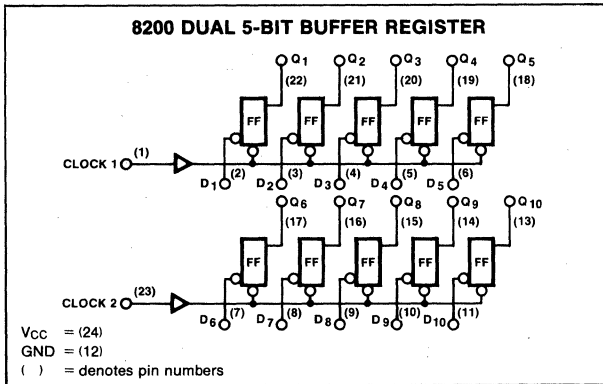 8200 DUAL 5-BIT BUFFER REGISTER
Q1 Q2 Q3 Q4 Q5
(22) (21) (20) (19) (18)
FF FF FF FF FF
CLOCK 1 (1)
(2) (3) (4) (5) (6)
D1 D2 D3 D4 D5
Q6 Q7 Q8 Q9 Q10
(17) (16) (15) (14) (13)
FF FF FF FF FF
CLOCK 2 (23)
(7) (8) (9) (10) (11)
D6 D7 D8 D9 D10
VCC = (24)
GND = (12)
( ) = denotes pin numbers